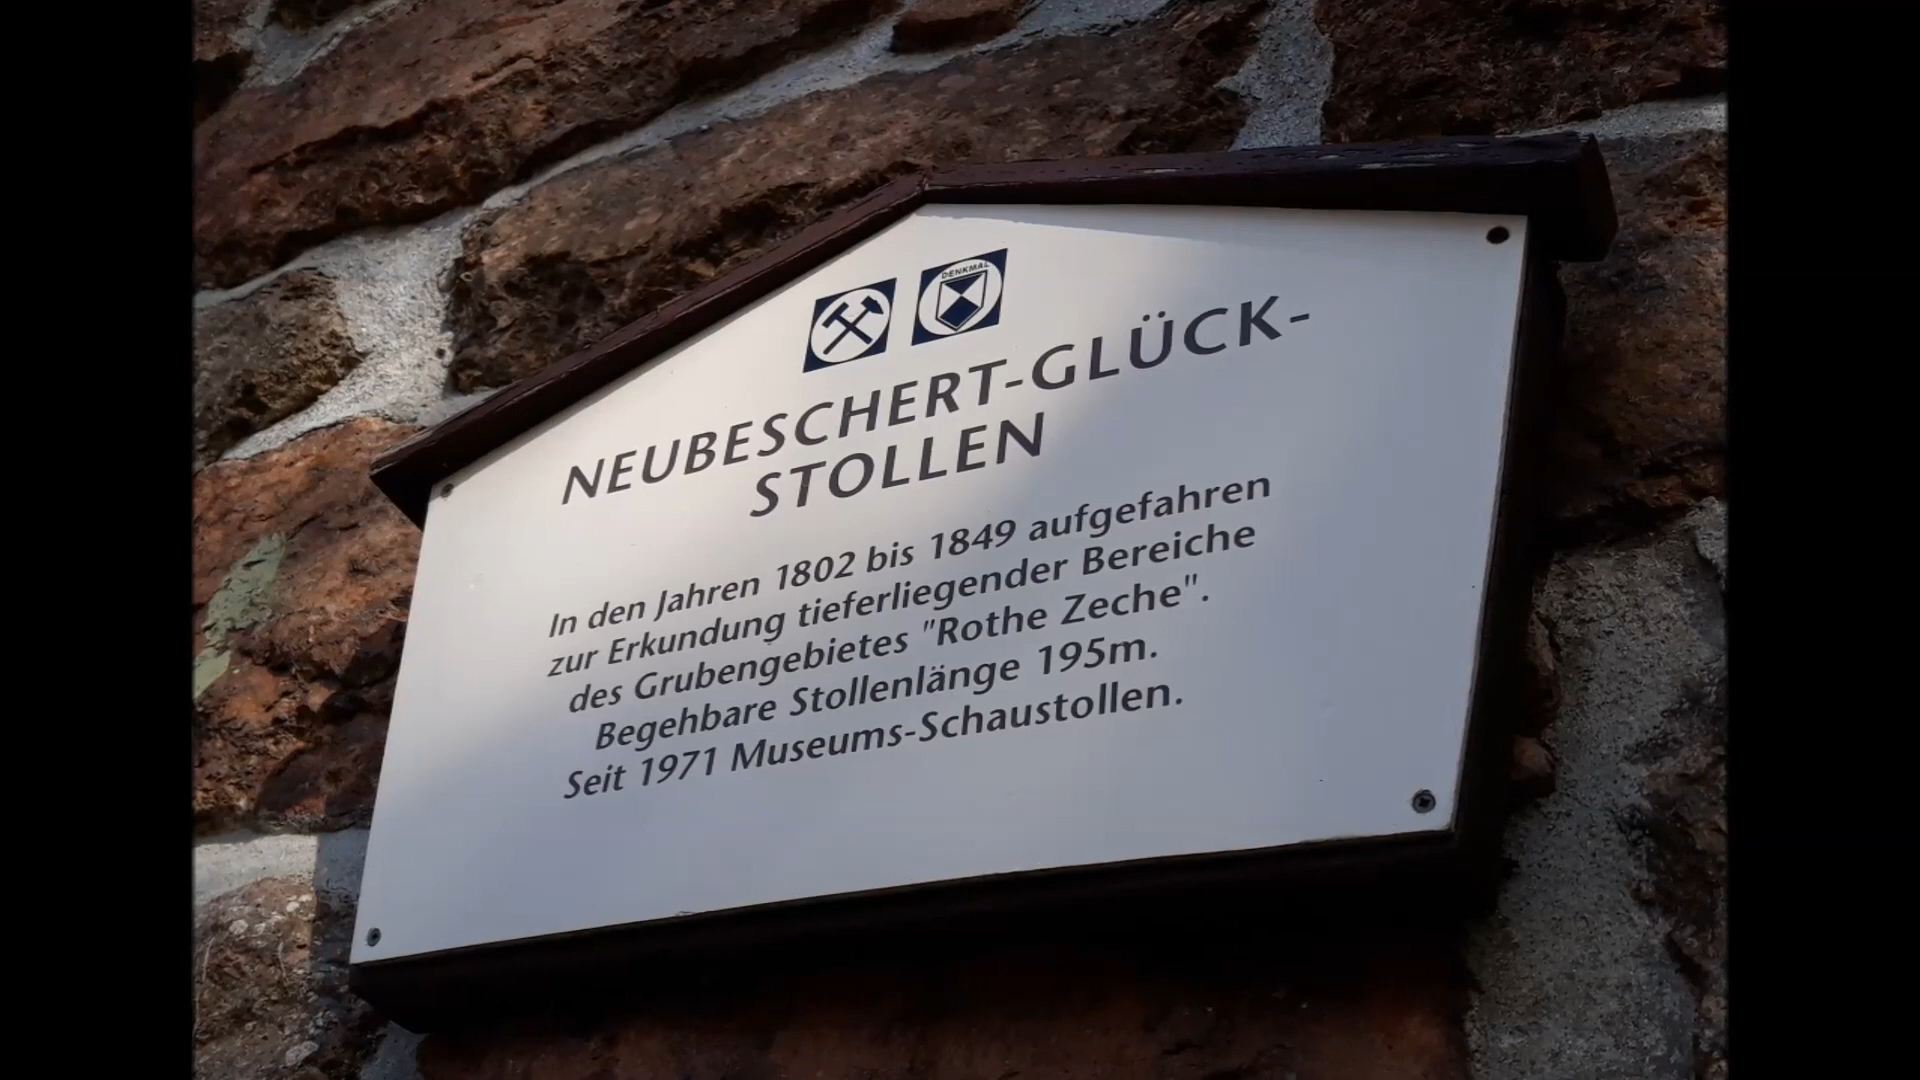 DENKMAL
NEUBESCHERT-GLÜCK-
STOLLEN
In den Jahren 1802 bis 1849 aufgefahren
zur Erkundung tieferliegender Bereiche
des Grubengebietes "Rothe Zeche".
Begehbare Stollenlänge 195m.
Seit 1971 Museums-Schaustollen.